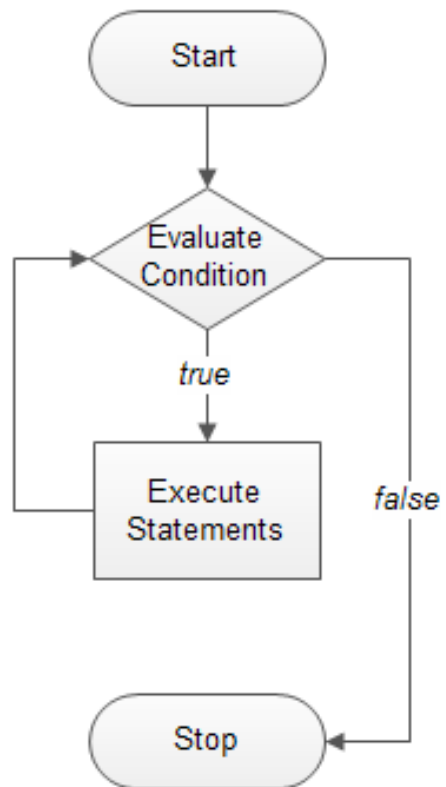 Start
Evaluate
Condition
true
Execute
Statements
false
Stop